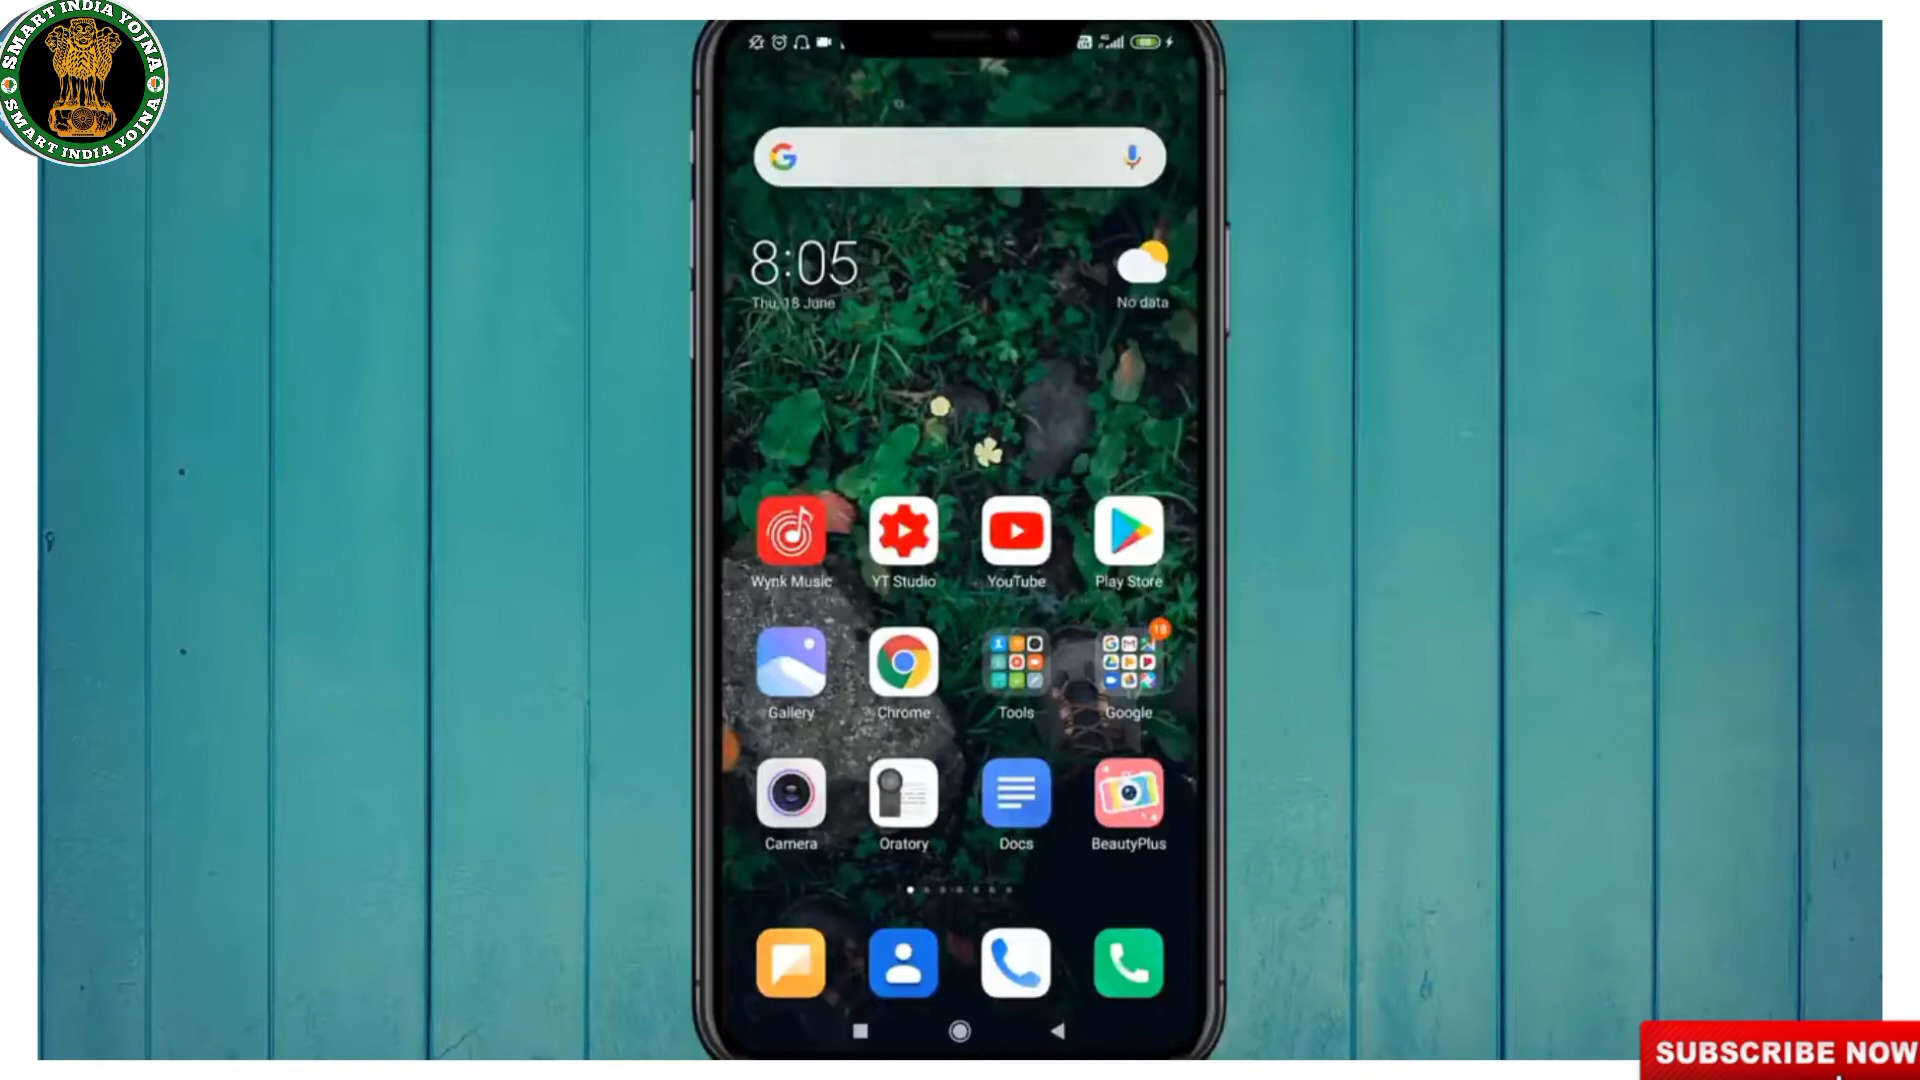 SMART INDIA YOJNA
SMART INDIA YOJNA
8:05
Thu, 18 June
No data
Wynk Music
YT Studio
YouTube
Play Store
18
Gallery
Chrome
Tools
Google
Camera
Oratory
Docs
BeautyPlus
SUBSCRIBE NOW